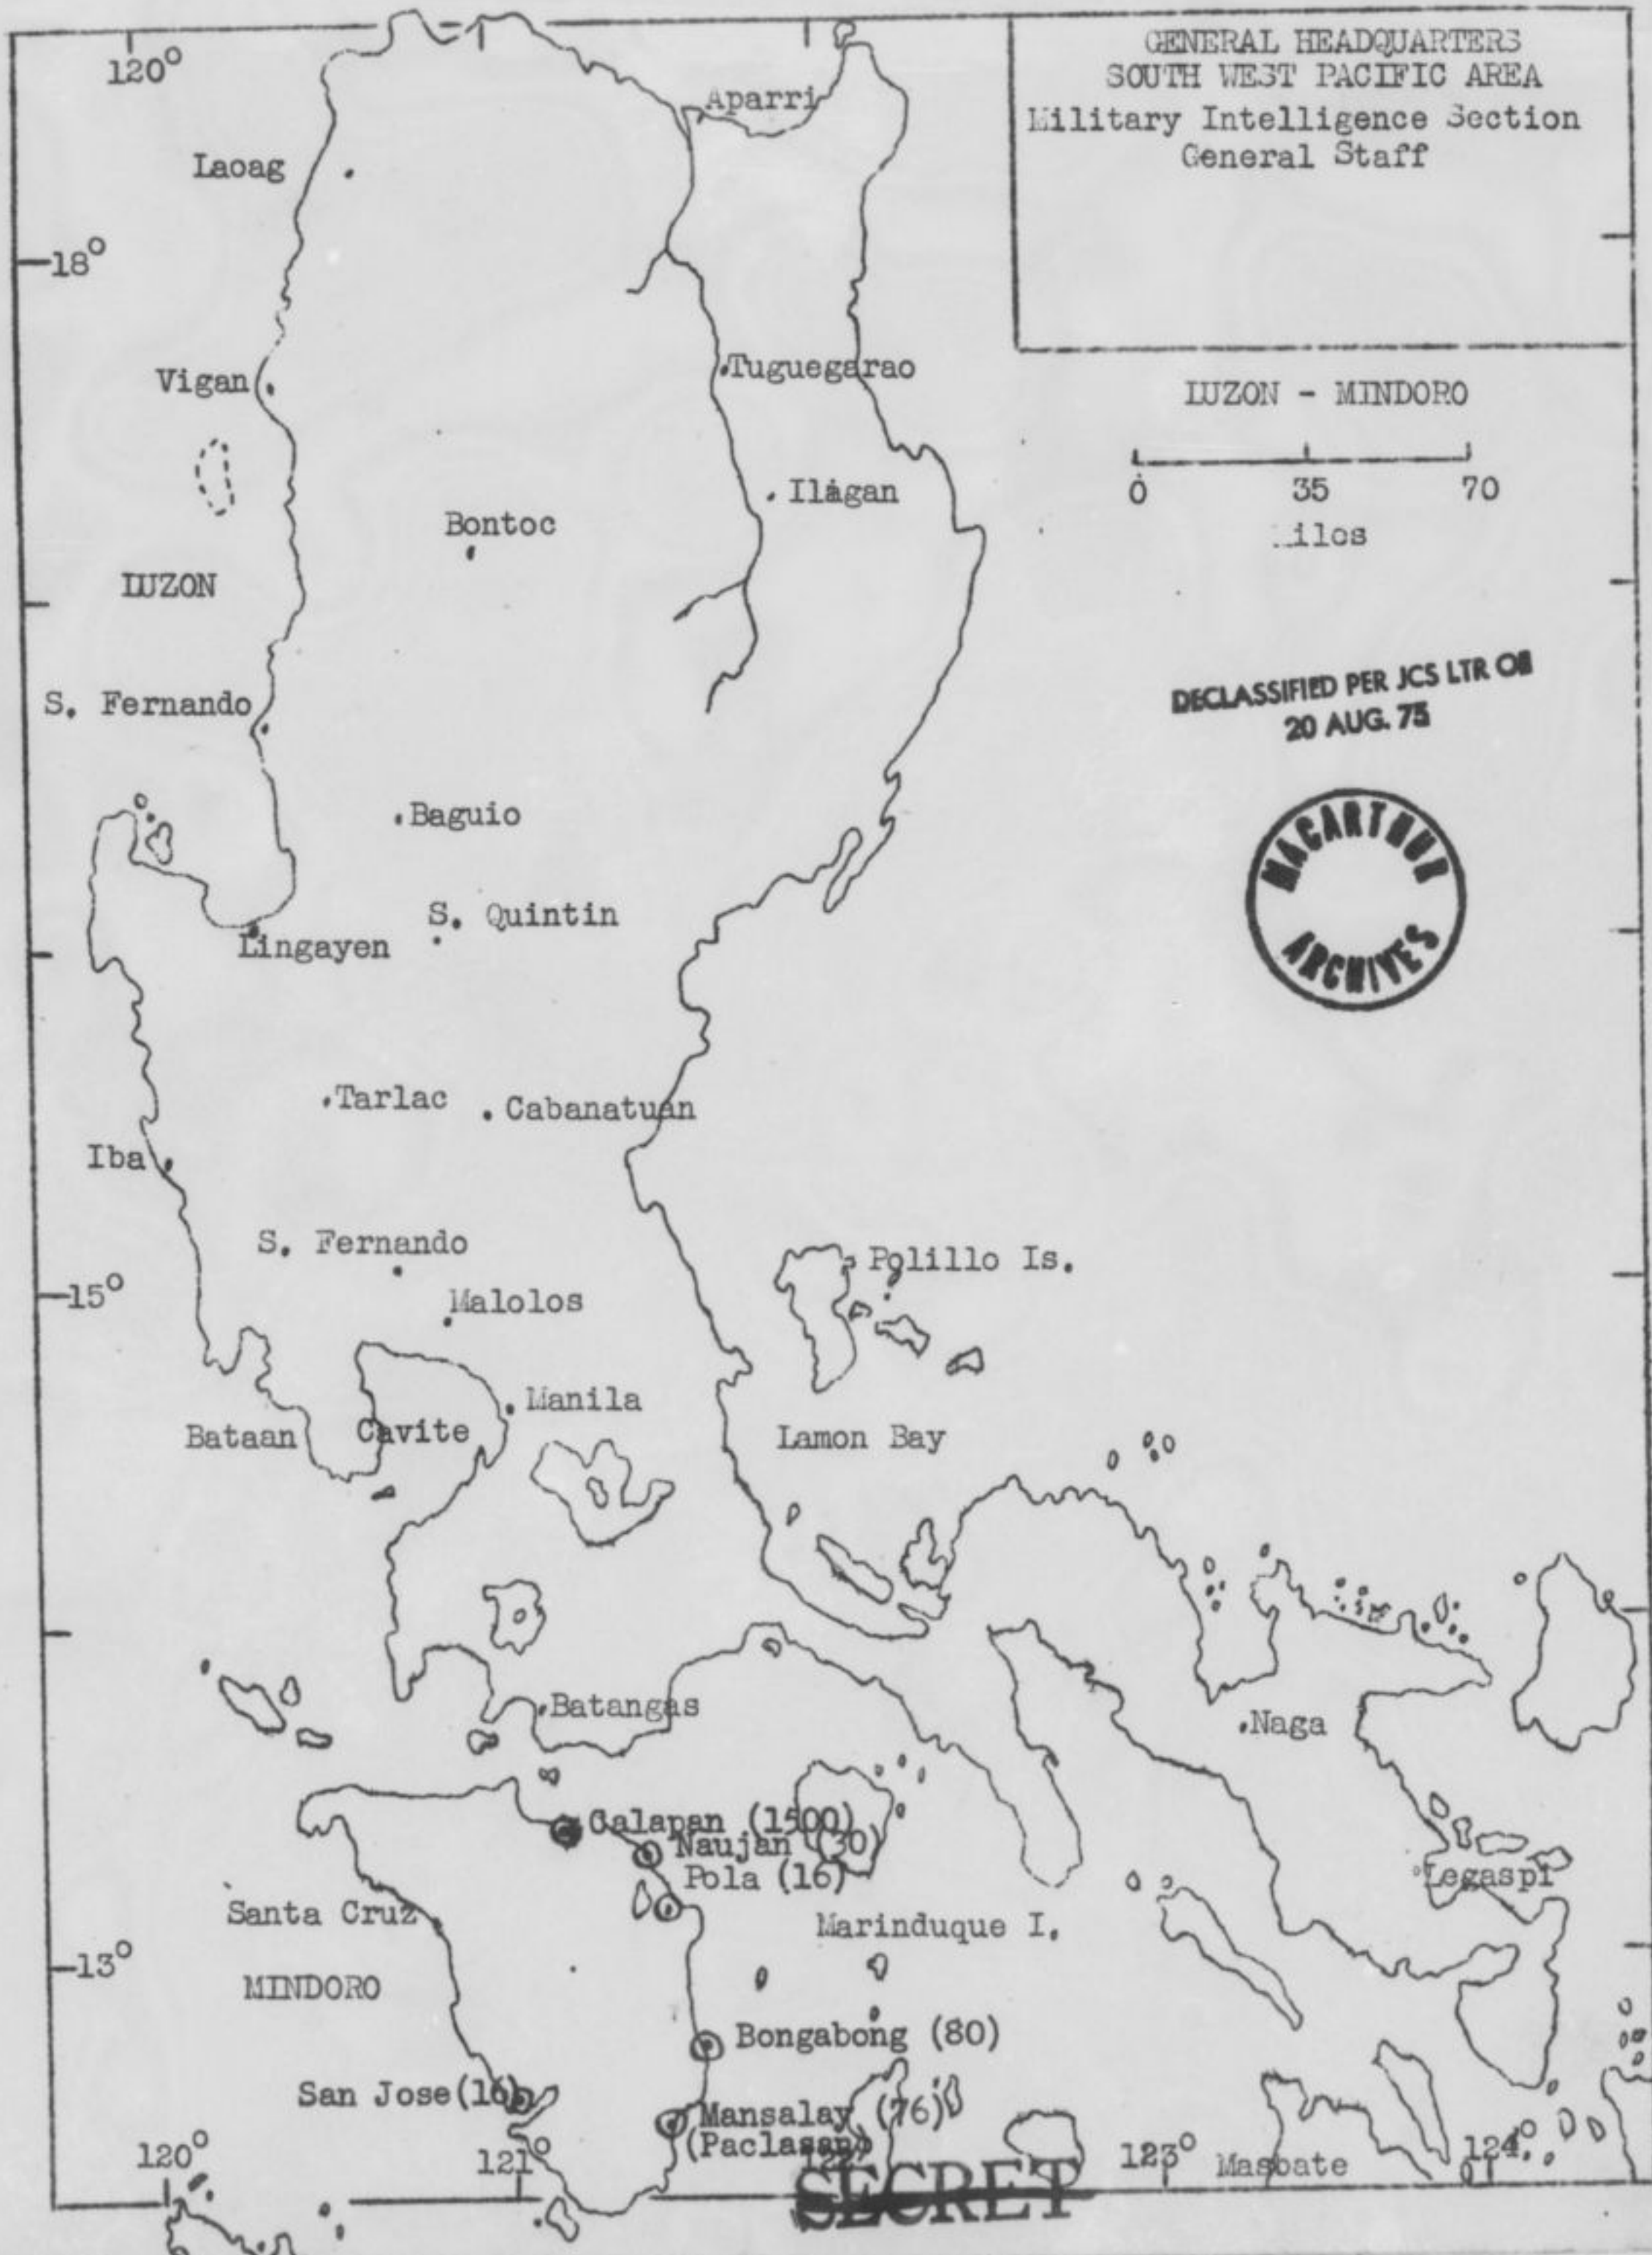 GENERAL HEADQUARTERS
SOUTH WEST PACIFIC AREA
Military Intelligence Section
General Staff
120°
Aparri
Laoag
18°
Vigan
Tuguegarao
LUZON - MINDORO
0 35 70
Ilagan
Bontoc
LUZON
S. Fernando
DECLASSIFIED PER JCS LTR OF
20 AUG. 75
Baguio
MACARTHUR
ARCHIVES
S. Quintin
Lingayen
Tarlac
Cabanatuan
Iba
S. Fernando
Polillo Is.
15°
Malolos
Manila
Bataan
Cavite
Lamon Bay
Batangas
Naga
Calapan (1500)
Naujan (30)
Pola (16)
Legaspi
Santa Cruz
Marinduque I.
13°
MINDORO
Bongabong (80)
San Jose(16)
Mansalay (76)
(Paclasan)
120°
121°
122°
123°
Masbate
124°
SECRET